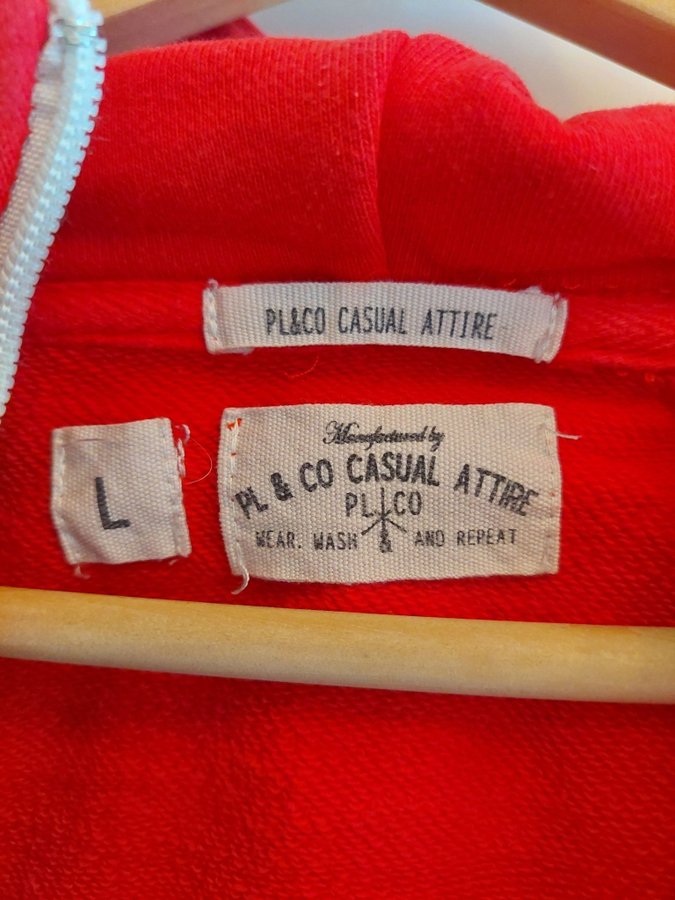 PL&CO CASUAL ATTIRE
L
Manufactured by
PL & CO CASUAL ATTIRE
PL CO
WEAR. WASH & AND REPEAT